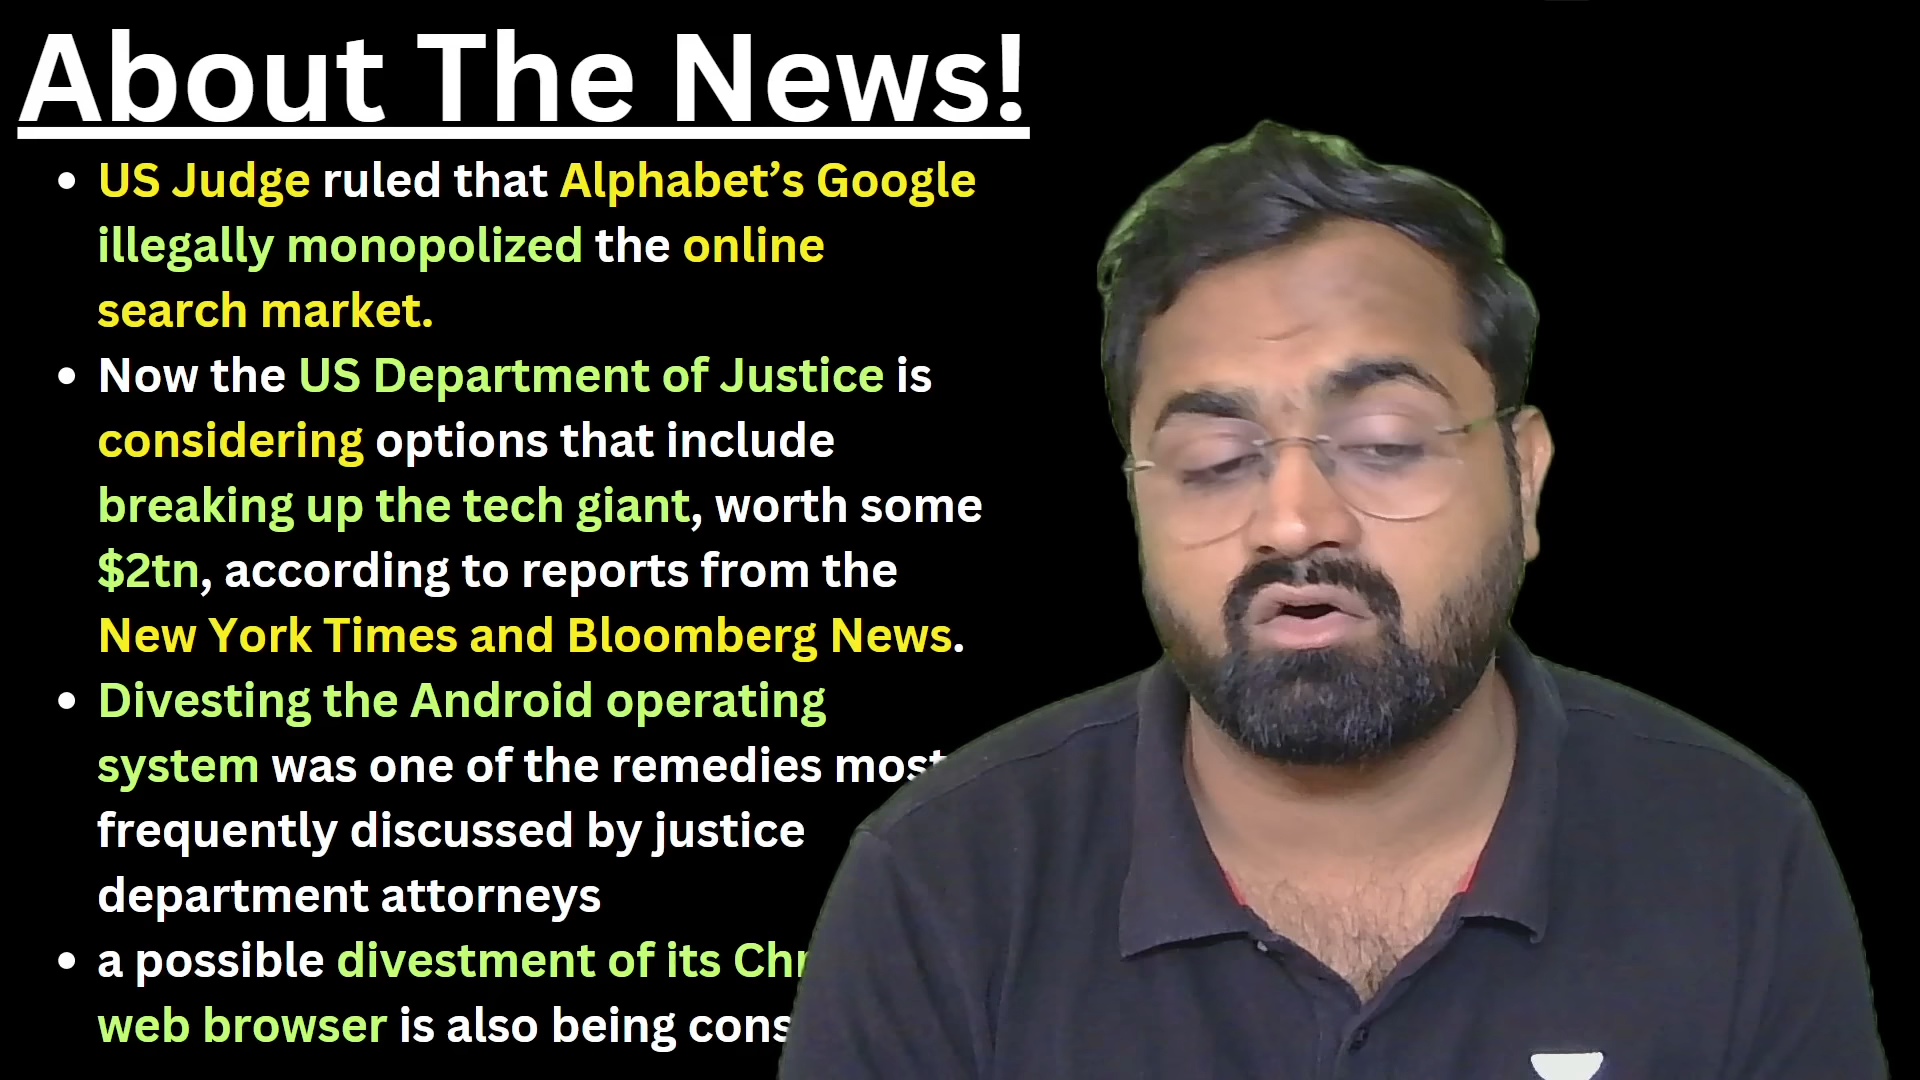 About The News!
• US Judge ruled that Alphabet’s Google
illegally monopolized the online
search market.
• Now the US Department of Justice is
considering options that include
breaking up the tech giant, worth some
$2tn, according to reports from the
New York Times and Bloomberg News.
• Divesting the Android operating
system was one of the remedies most
frequently discussed by justice
department attorneys
• a possible divestment of its
web browser is also being